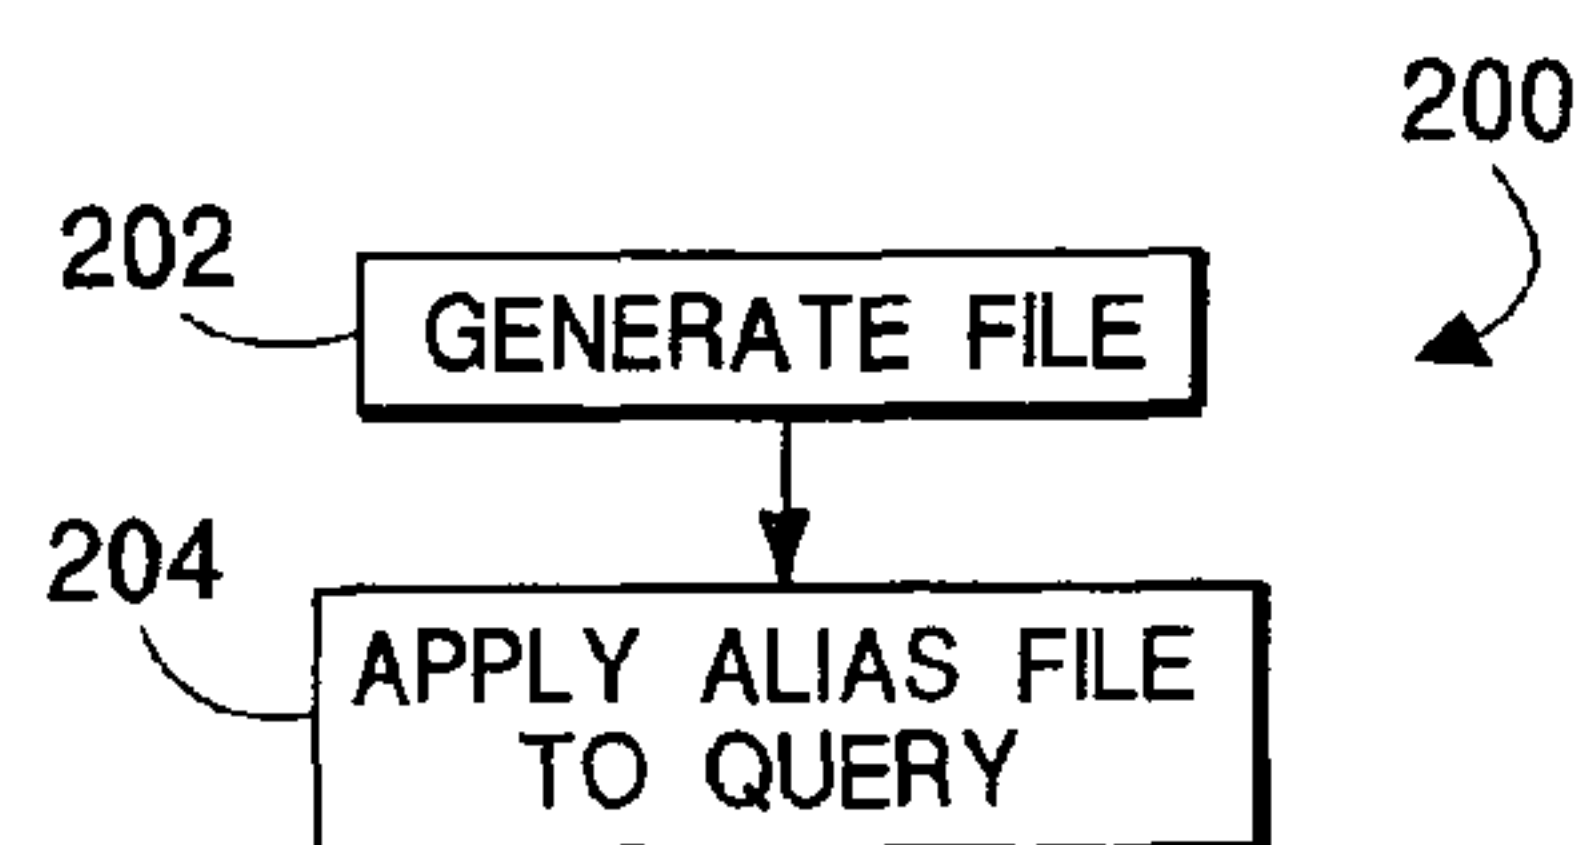 200
202
GENERATE FILE
204
APPLY ALIAS FILE
TO QUERY